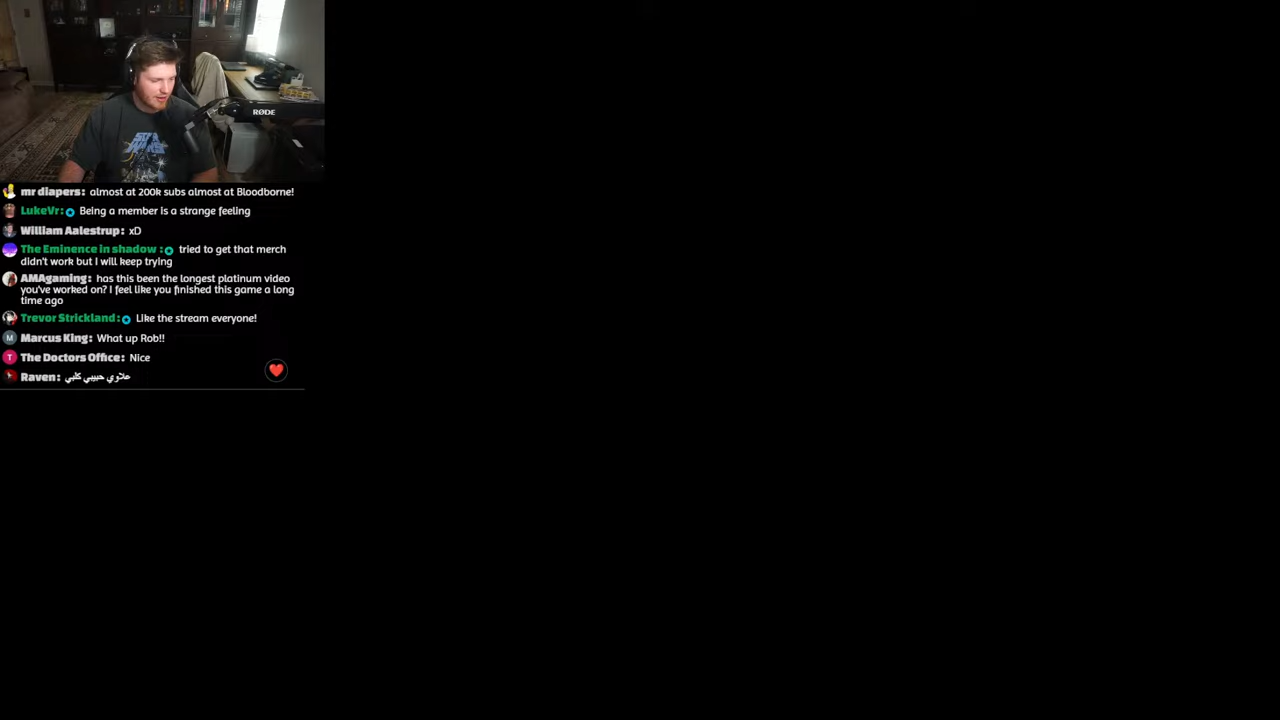 RØDE
STAR
WARS
mr diapers: almost at 200k subs almost at Bloodborne!
LukeVr: Being a member is a strange feeling
William Aalestrup: xD
The Eminence in shadow : tried to get that merch
didn't work but I will keep trying
AMAgaming: has this been the longest platinum video
you've worked on? I feel like you finished this game a long
time ago
Trevor Strickland: Like the stream everyone!
M Marcus King: What up Rob!!
T The Doctors Office: Nice
Raven: حلاوي حبيبي كلبي